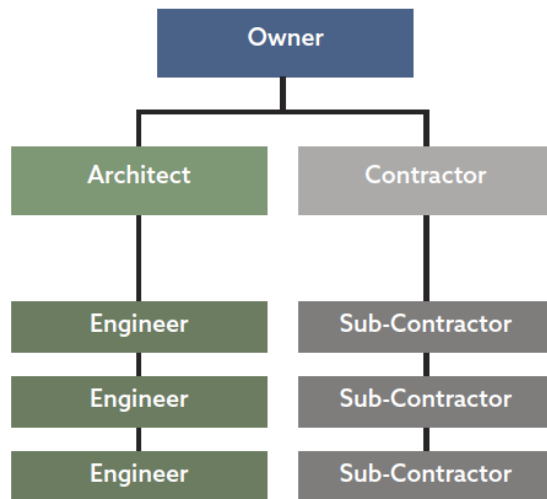 Owner
Architect
Contractor
Engineer
Sub-Contractor
Engineer
Sub-Contractor
Engineer
Sub-Contractor